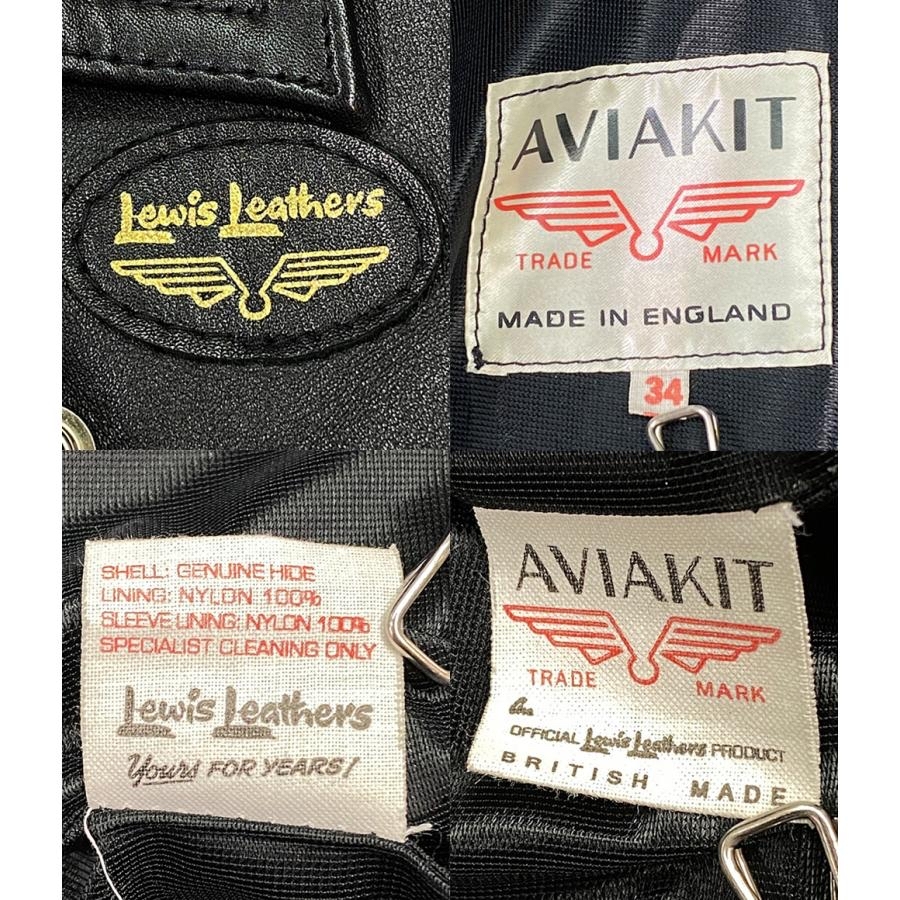 Lewis Leathers
AVIAKIT
TRADE MARK
MADE IN ENGLAND
34
SHELL: GENUINE HIDE
LINING: NYLON 100%
SLEEVE LINING: NYLON 100%
SPECIALIST CLEANING ONLY
Lewis Leathers
Yours FOR YEARS!
AVIAKIT
TRADE MARK
An
OFFICIAL Lewis Leathers PRODUCT
BRITISH MADE